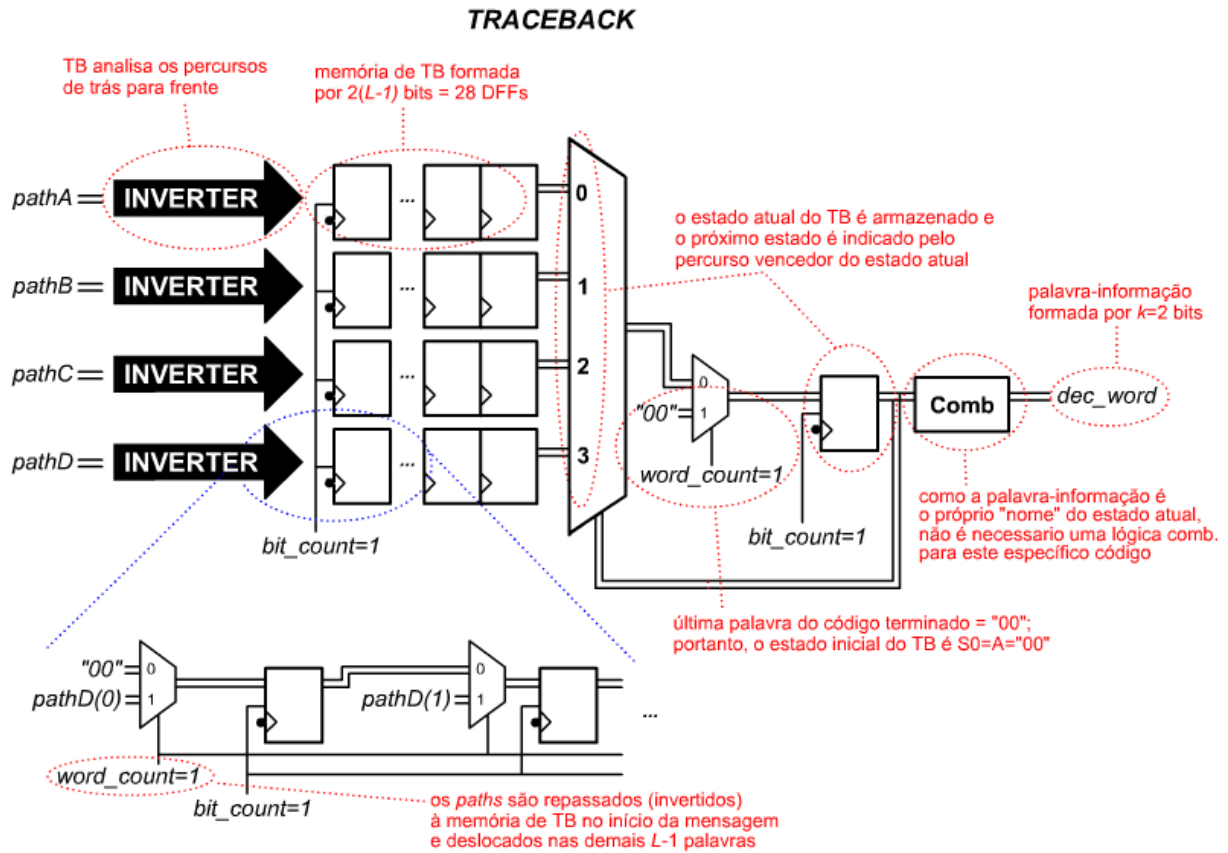 TRACEBACK
TB analisa os percursos
de trás para frente
memória de TB formada
por 2(L-1) bits = 28 DFFs
pathA
INVERTER
...
0
pathB
INVERTER
1
pathC
INVERTER
...
2
pathD
INVERTER
...
3
bit_count=1
o estado atual do TB é armazenado e
o próximo estado é indicado pelo
percurso vencedor do estado atual
palavra-informação
formada por k=2 bits
0
"00"
1
word_count=1
bit_count=1
Comb
dec_word
como a palavra-informação é
o próprio "nome" do estado atual,
não é necessario uma lógica comb.
para este específico código
última palavra do código terminado = "00";
portanto, o estado inicial do TB é S0=A="00"
"00"
0
pathD(0)
1
pathD(1)
0
1
...
word_count=1
bit_count=1
os paths são repassados (invertidos)
à memória de TB no início da mensagem
e deslocados nas demais L-1 palavras